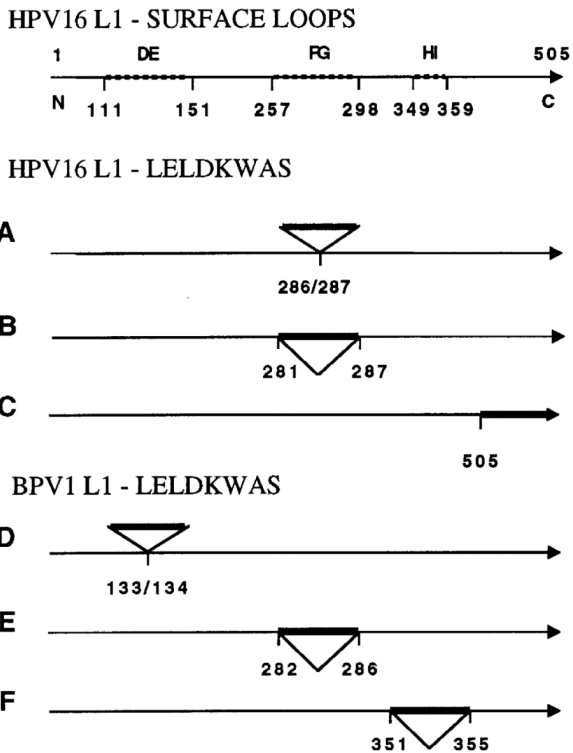 HPV16 L1 - SURFACE LOOPS
1 DE FG HI 505
N 111 151 257 298 349 359 C
HPV16 L1 - LELDKWAS
A
286/287
B
281 287
C
505
BPV1 L1 - LELDKWAS
D
133/134
E
282 286
F
351 355